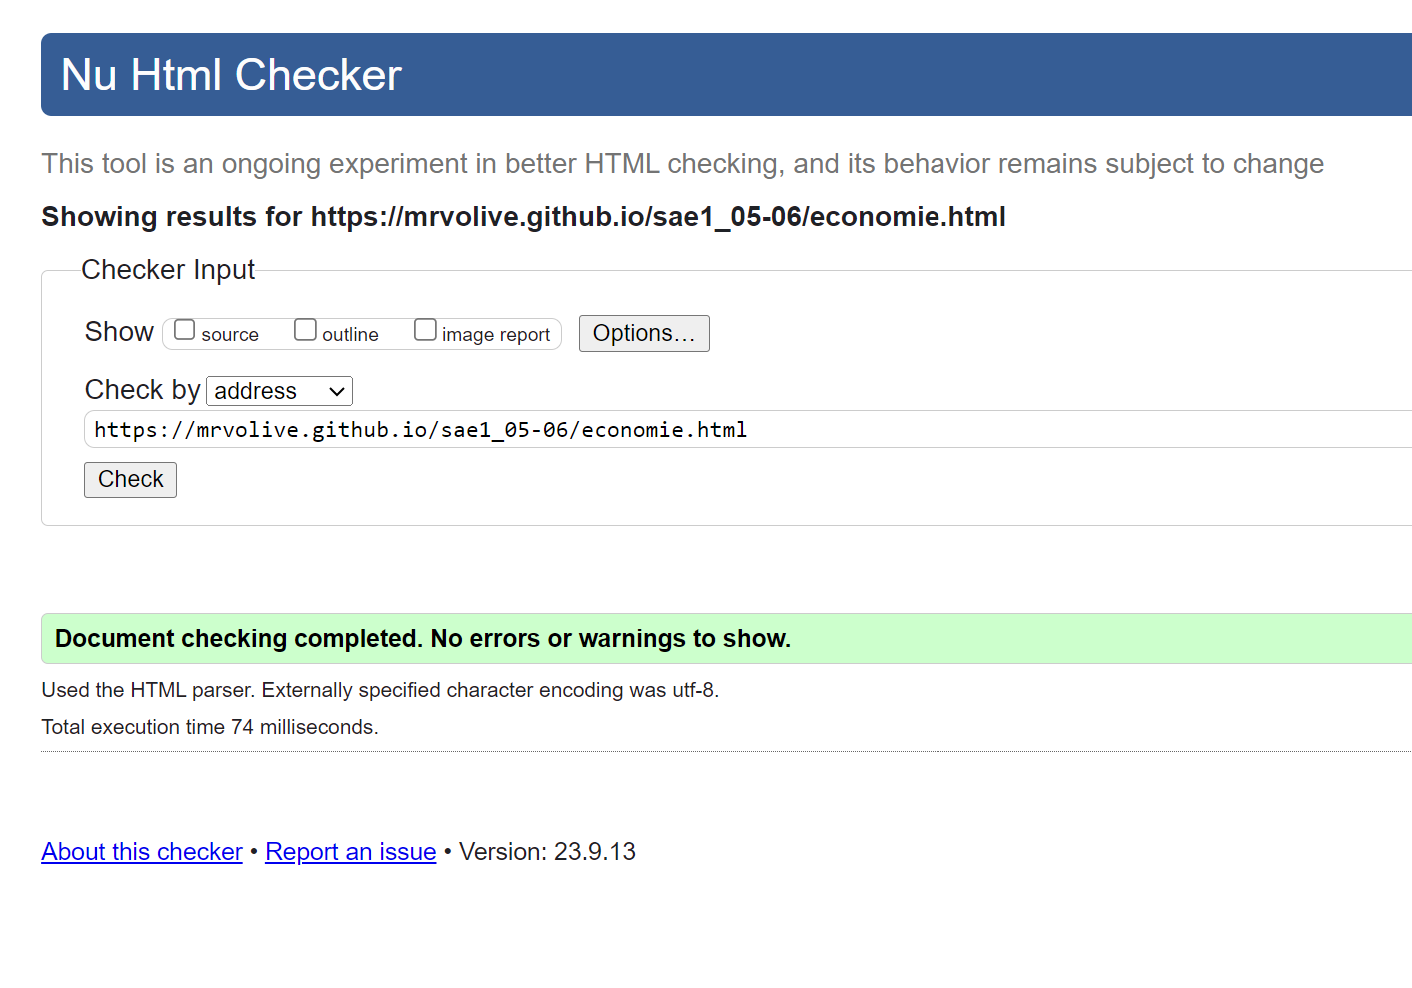 Nu Html Checker
This tool is an ongoing experiment in better HTML checking, and its behavior remains subject to change
Showing results for https://mrvolive.github.io/sae1_05-06/economie.html
Checker Input
Show source outline image report Options…
Check by address
https://mrvolive.github.io/sae1_05-06/economie.html
Check
Document checking completed. No errors or warnings to show.
Used the HTML parser. Externally specified character encoding was utf-8.
Total execution time 74 milliseconds.
About this checker • Report an issue • Version: 23.9.13